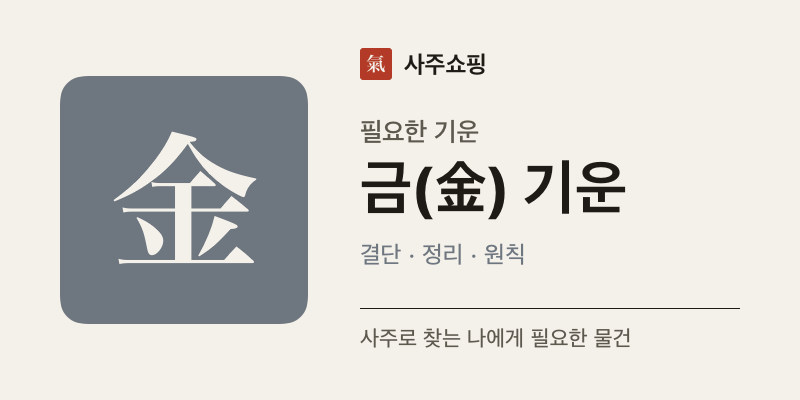 金
氣 사주쇼핑
필요한 기운
금(金) 기운
결단 · 정리 · 원칙
사주로 찾는 나에게 필요한 물건